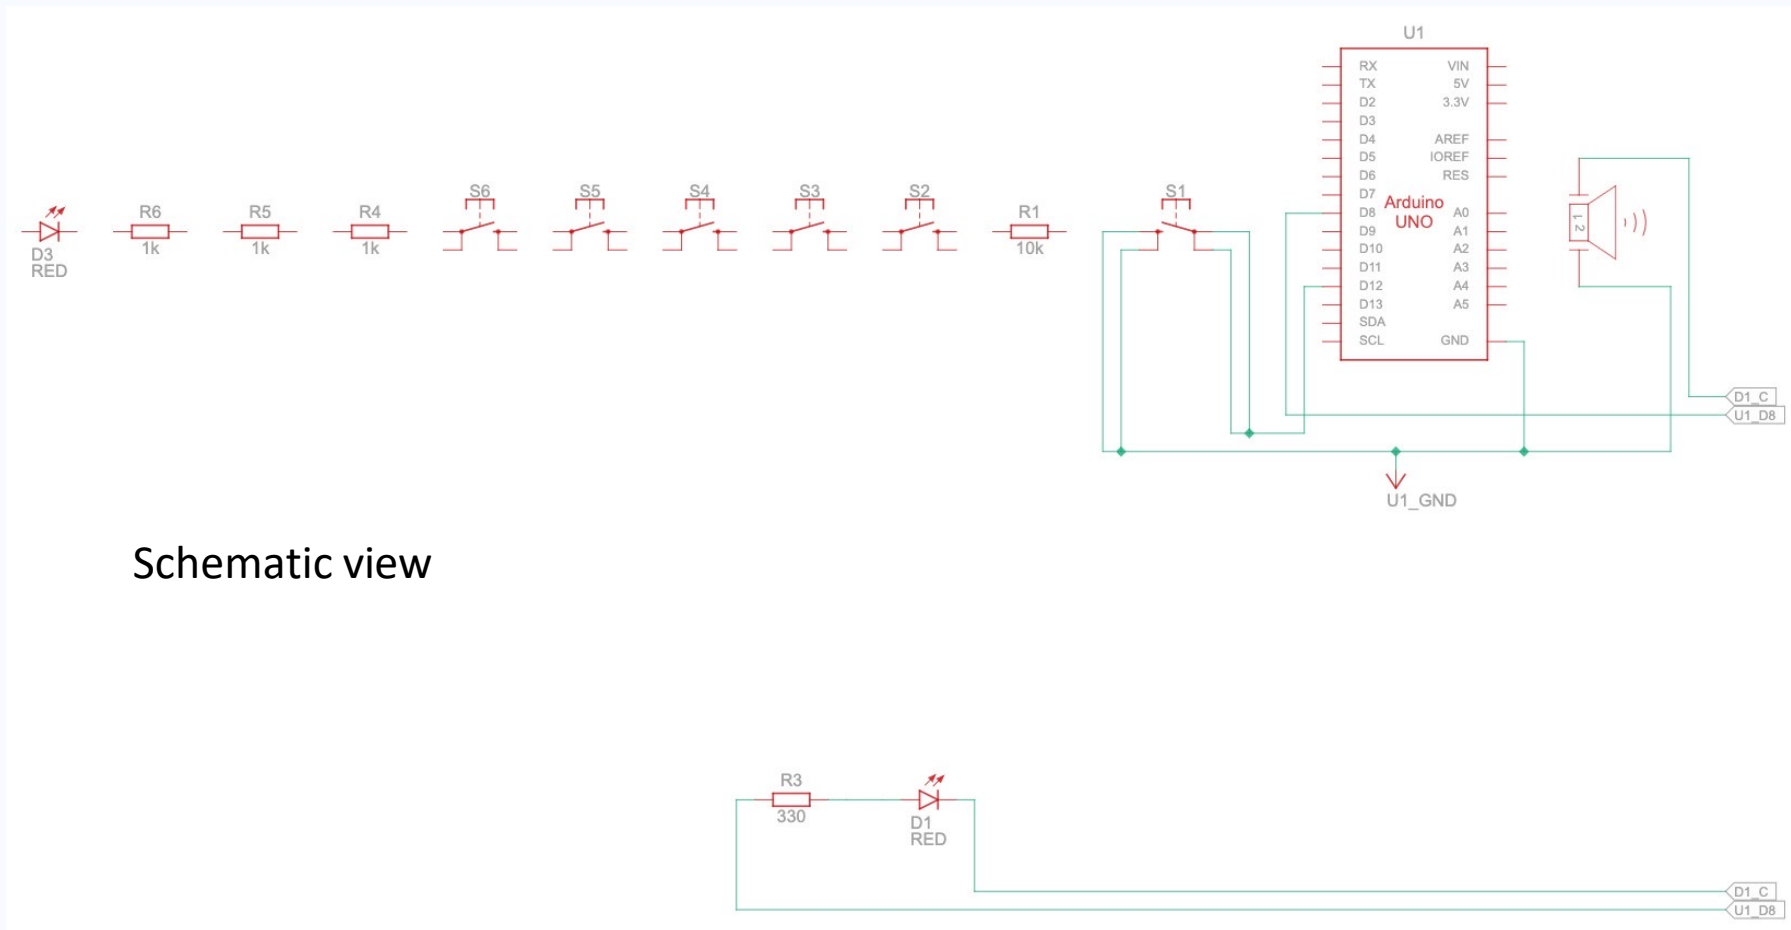 U1
RX VIN
TX 5V
D2 3.3V
D3
D4 AREF
D5 IOREF
D6 RES
D7
Arduino
UNO
D8 A0
D9 A1
D10 A2
D11 A3
D12 A4
D13 A5
SDA
SCL GND
1
2
S6
S5
S4
S3
S2
S1
R6
1k
R5
1k
R4
1k
R1
10k
D3
RED
D1_C
U1_D8
U1_GND
Schematic view
R3
330
D1
RED
D1_C
U1_D8